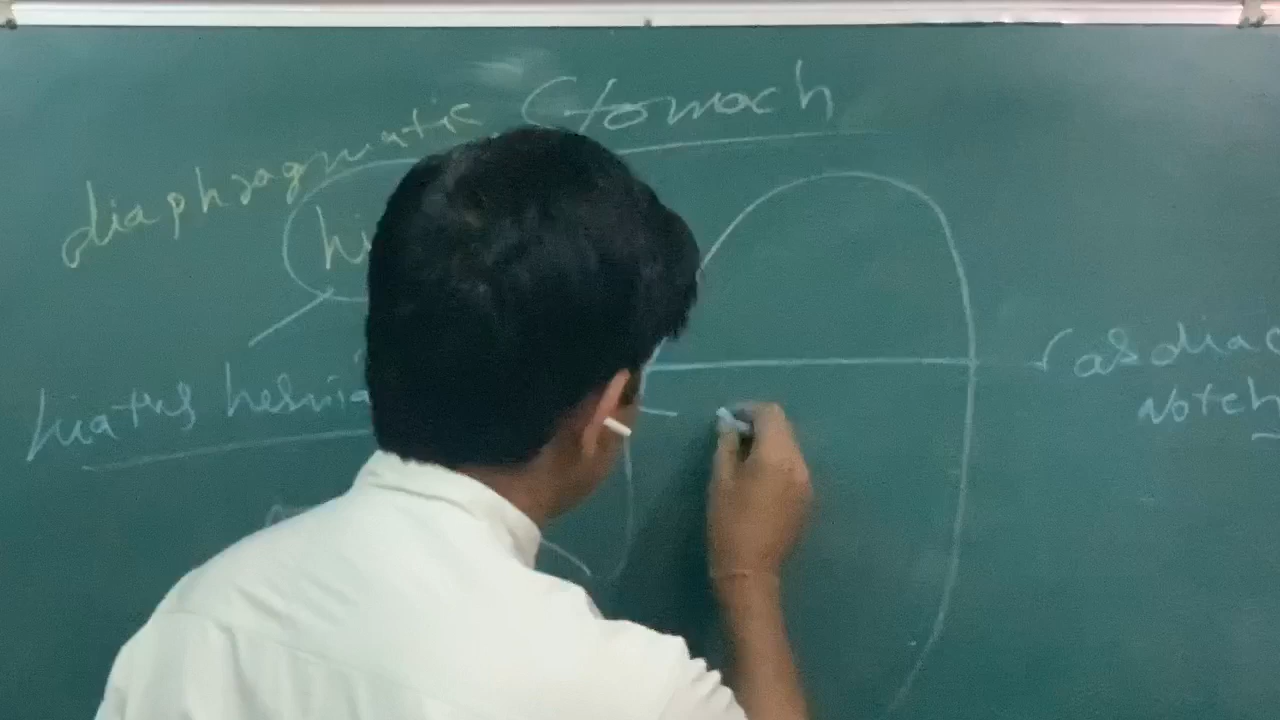 Stomach
diaphragmatic
hi
hiatus hernia
Cardiac
Notch